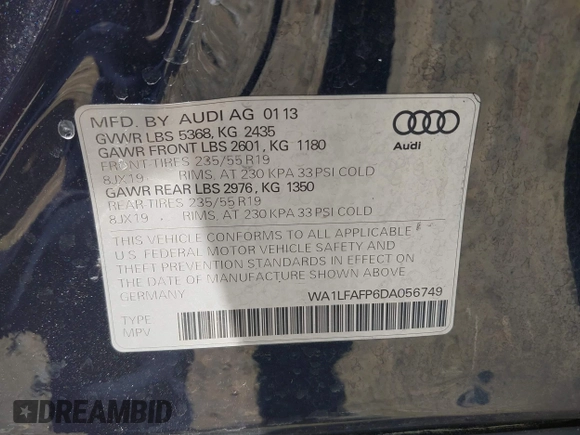 MFD. BY AUDI AG 01 13
GVWR LBS 5368, KG 2435
GAWR FRONT LBS 2601, KG 1180
FRONT TIRES 235/55 R19
8JX19 RIMS, AT 230 KPA 33 PSI COLD
GAWR REAR LBS 2976, KG 1350
REAR TIRES 235/55 R19
8JX19 RIMS, AT 230 KPA 33 PSI COLD
Audi
THIS VEHICLE CONFORMS TO ALL APPLICABLE
U.S. FEDERAL MOTOR VEHICLE SAFETY AND
THEFT PREVENTION STANDARDS IN EFFECT
ON THE DATE OF MANUFACTURE SHOWN ABOVE.
WA1LFAFP6DA056749
TYPE
MPV
DREAMBID